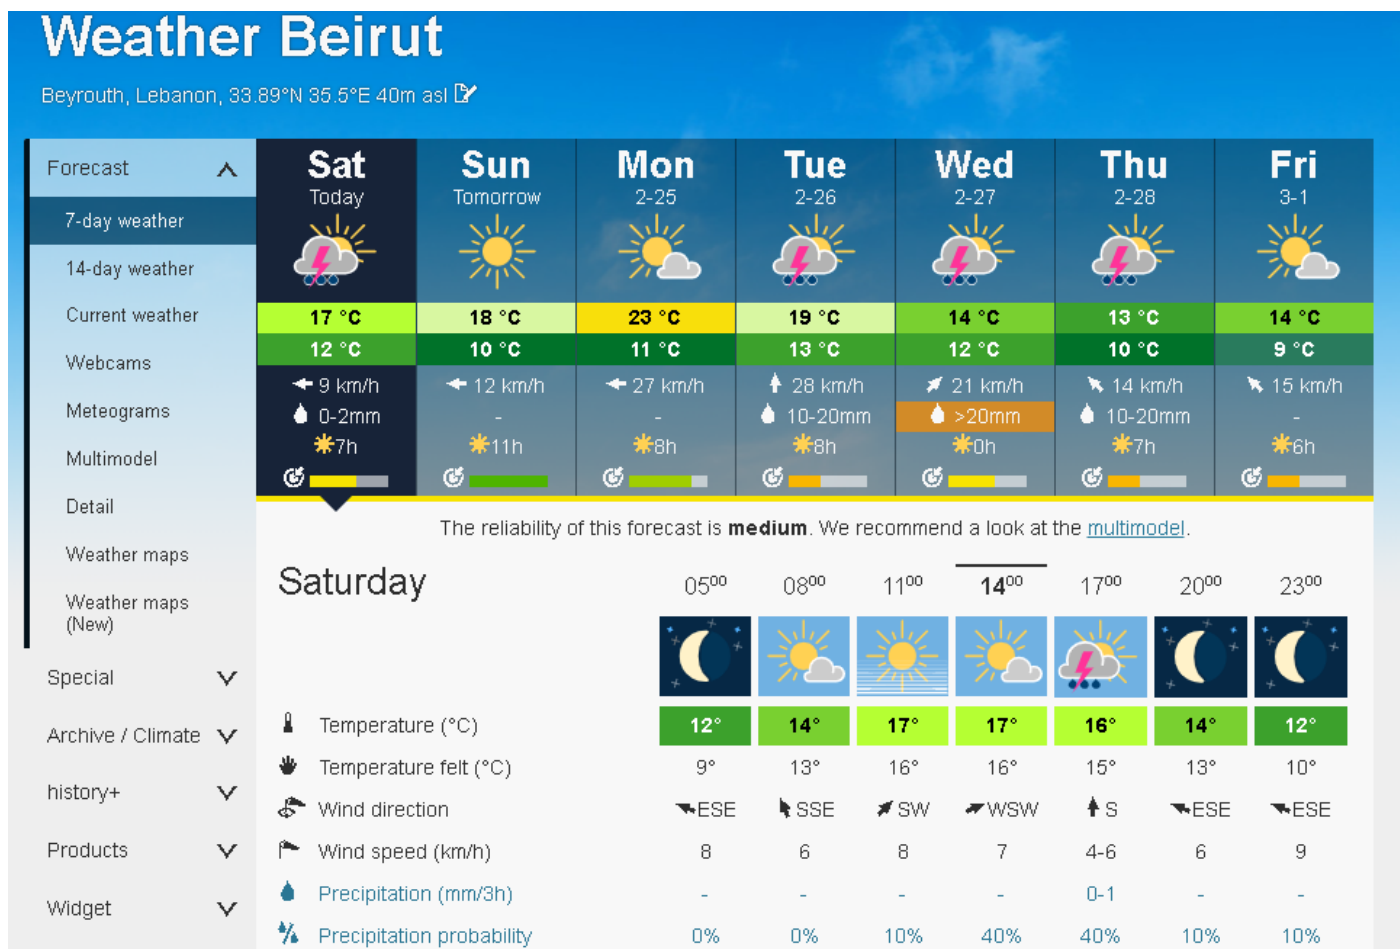 Weather Beirut
Beyrouth, Lebanon, 33.89°N 35.5°E 40m asl
Forecast
7-day weather
14-day weather
Current weather
Webcams
Meteograms
Multimodel
Detail
Weather maps
Weather maps
(New)
Special
Archive / Climate
history+
Products
Widget
Sat Sun Mon Tue Wed Thu Fri
Today Tomorrow 2-25 2-26 2-27 2-28 3-1
17 °C 18 °C 23 °C 19 °C 14 °C 13 °C 14 °C
12 °C 10 °C 11 °C 13 °C 12 °C 10 °C 9 °C
9 km/h 12 km/h 27 km/h 28 km/h 21 km/h 14 km/h 15 km/h
0-2mm - - 10-20mm >20mm 10-20mm -
7h 11h 8h 8h 0h 7h 6h
The reliability of this forecast is medium. We recommend a look at the multimodel.
Saturday 05⁰⁰ 08⁰⁰ 11⁰⁰ 14⁰⁰ 17⁰⁰ 20⁰⁰ 23⁰⁰
Temperature (°C) 12° 14° 17° 17° 16° 14° 12°
Temperature felt (°C) 9° 13° 16° 16° 15° 13° 10°
Wind direction ESE SSE SW WSW S ESE ESE
Wind speed (km/h) 8 6 8 7 4-6 6 9
Precipitation (mm/3h) - - - - 0-1 - -
Precipitation probability 0% 0% 10% 40% 40% 10% 10%